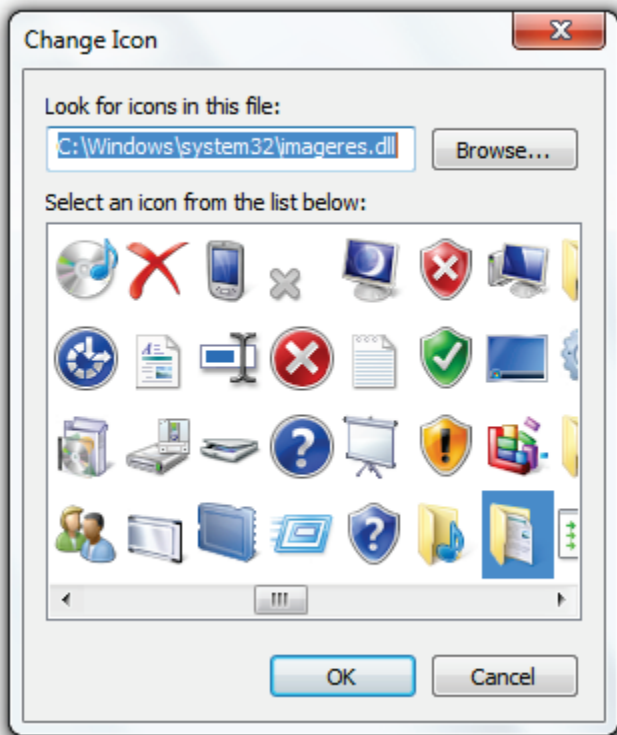 Change Icon
Look for icons in this file:
C:\Windows\system32\imageres.dll
Browse...
Select an icon from the list below:
OK
Cancel